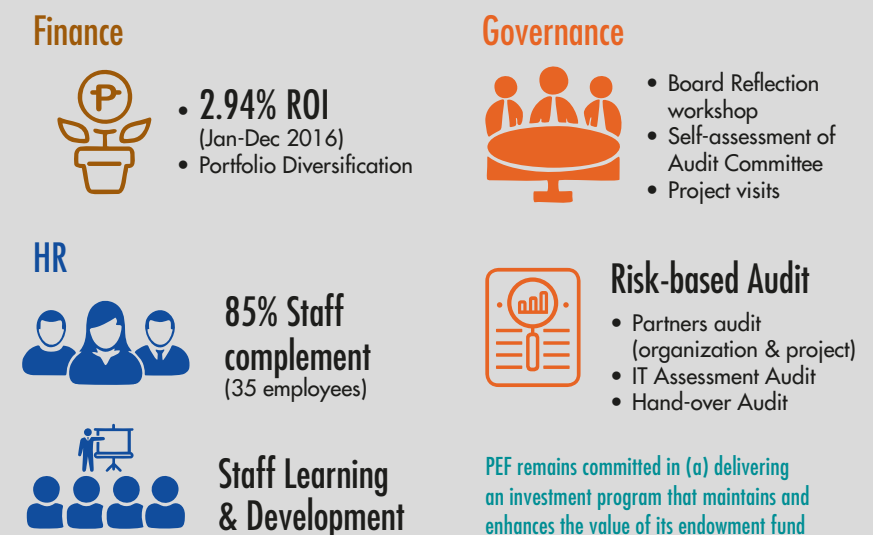 Finance
P
• 2.94% ROI
(Jan-Dec 2016)
• Portfolio Diversification
HR
85% Staff
complement
(35 employees)
Staff Learning
& Development
Governance
• Board Reflection
workshop
• Self-assessment of
Audit Committee
• Project visits
Risk-based Audit
• Partners audit
(organization & project)
• IT Assessment Audit
• Hand-over Audit
PEF remains committed in (a) delivering
an investment program that maintains and
enhances the value of its endowment fund